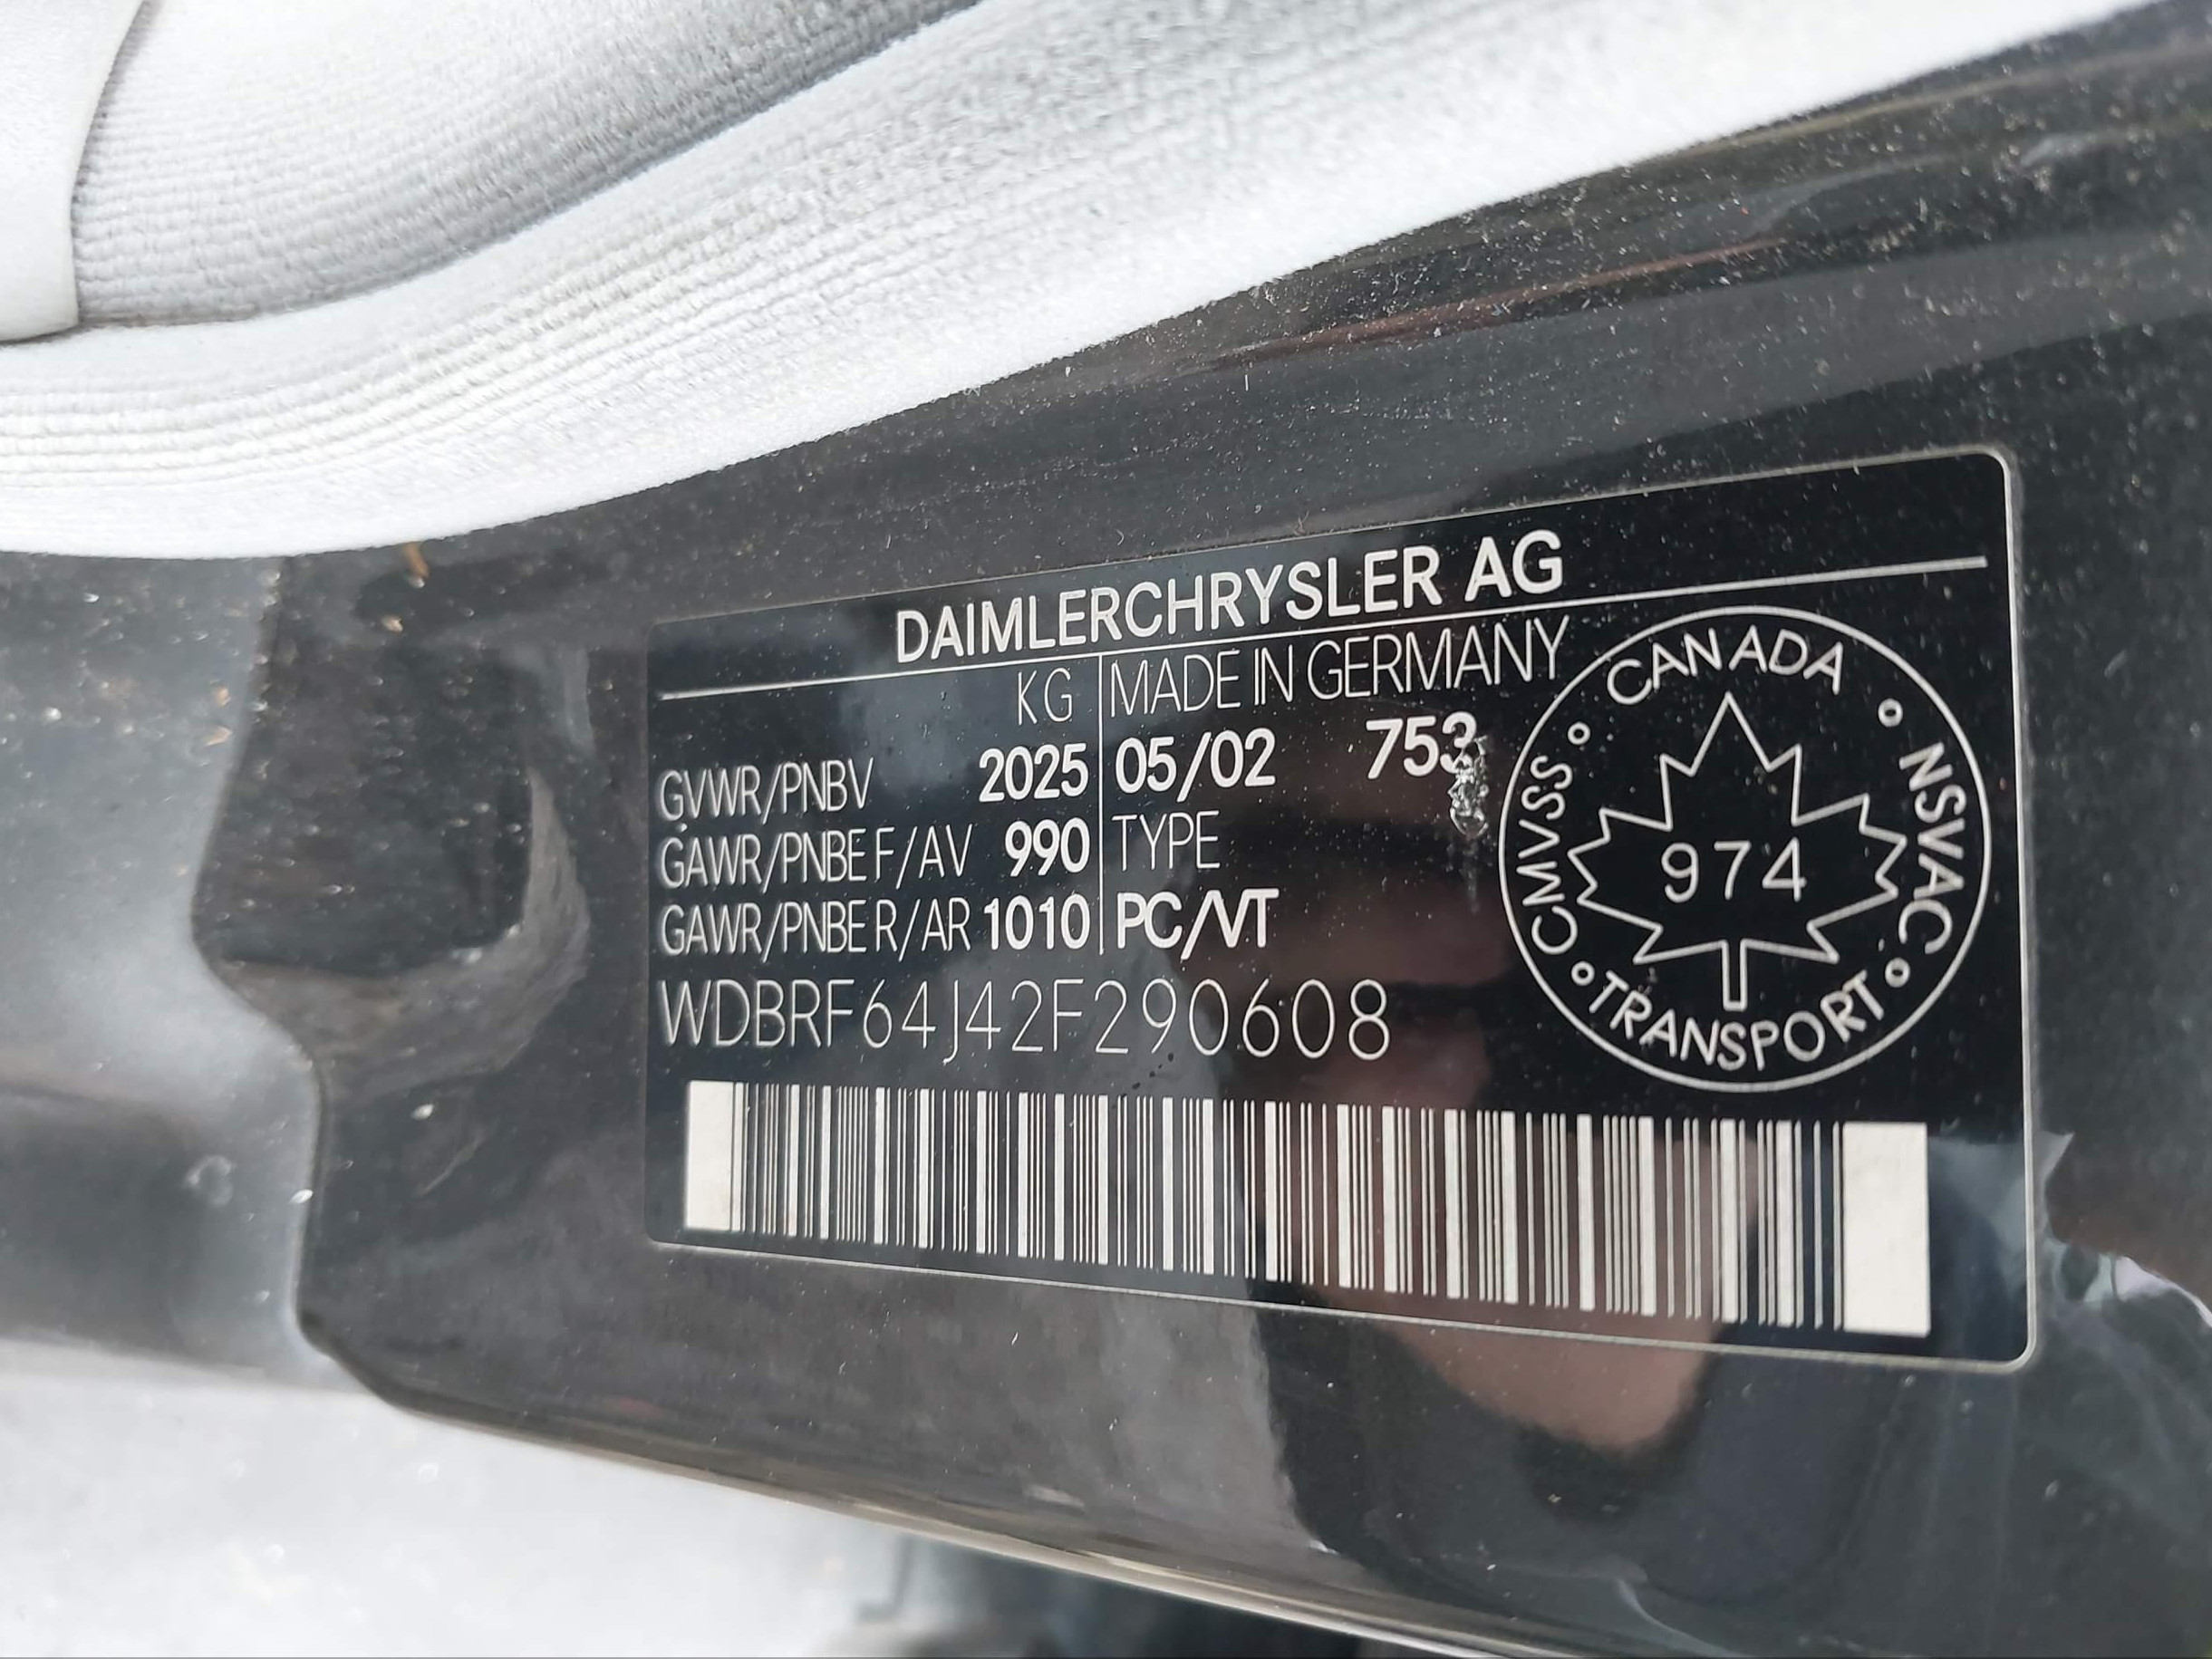 DAIMLERCHRYSLER AG
KG MADE IN GERMANY
GVWR/PNBV 2025 05/02 753
GAWR/PNBE F/AV 990 TYPE
GAWR/PNBE R/AR 1010 PC/VT
WDBRF64J42F290608
CANADA
CMVSS
NSVAC
974
TRANSPORT